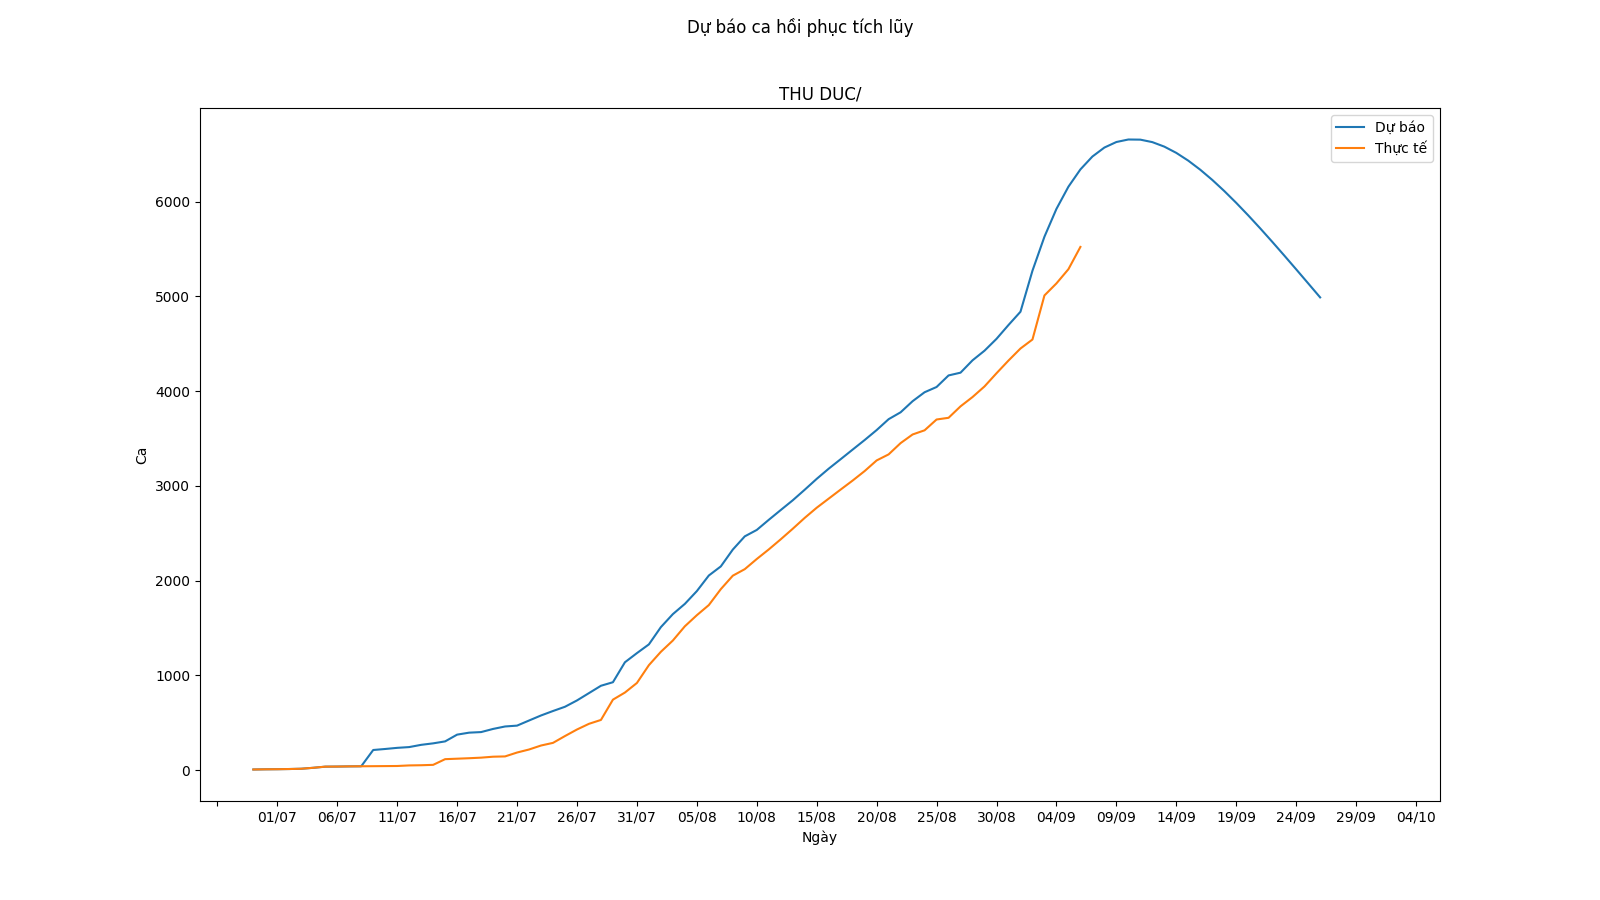 Dự báo ca hồi phục tích lũy
THU DUC/
Dự báo
Thực tế
6000
5000
4000
3000
2000
1000
0
Ca
01/07 06/07 11/07 16/07 21/07 26/07 31/07 05/08 10/08 15/08 20/08 25/08 30/08 04/09 09/09 14/09 19/09 24/09 29/09 04/10
Ngày